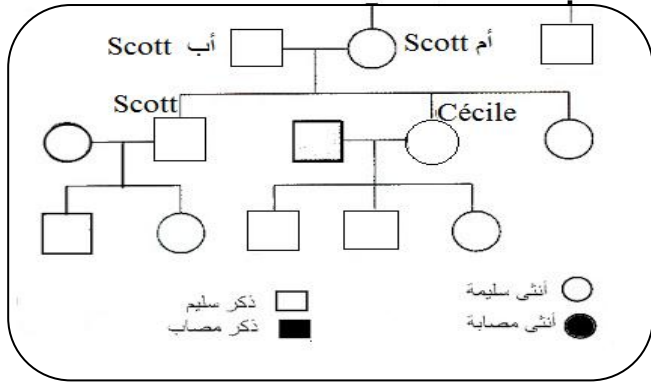 أب Scott
أم Scott
Scott
Cécile
أنثى سليمة
ذكر سليم
أنثى مصابة
ذكر مصاب